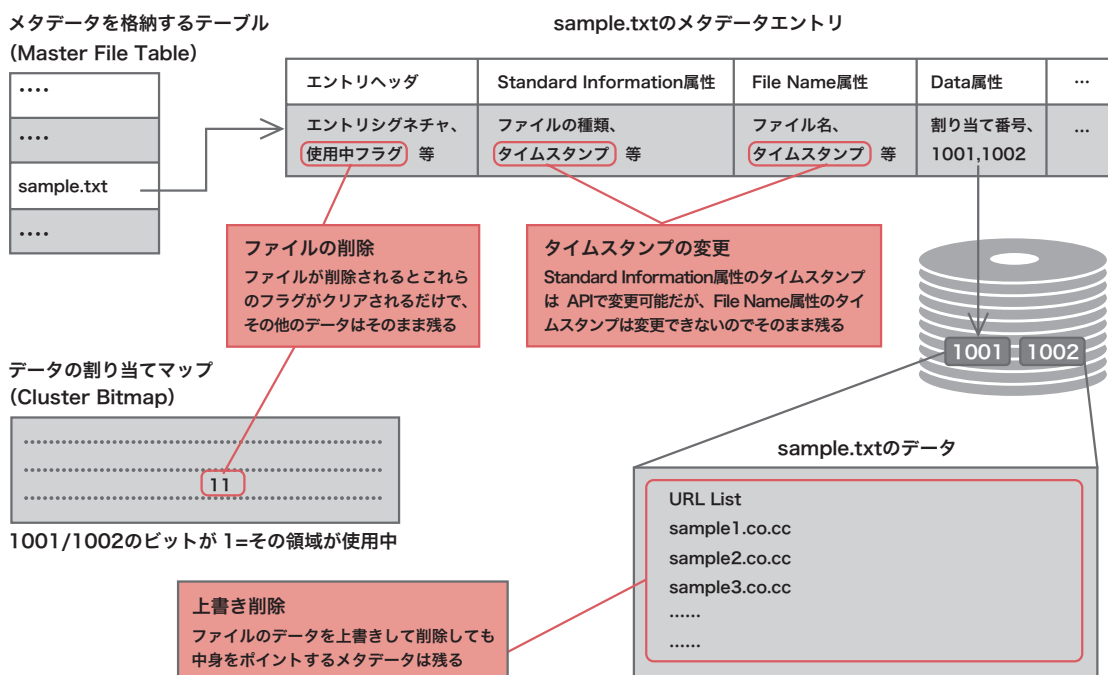 メタデータを格納するテーブル
(Master File Table)
‥‥
‥‥
sample.txt
‥‥
sample.txtのメタデータエントリ
エントリヘッダ
Standard Information属性
File Name属性
Data属性
…
エントリシグネチャ、
使用中フラグ 等
ファイルの種類、
タイムスタンプ 等
ファイル名、
タイムスタンプ 等
割り当て番号、
1001,1002
…
ファイルの削除
ファイルが削除されるとこれら
のフラグがクリアされるだけで、
その他のデータはそのまま残る
タイムスタンプの変更
Standard Information属性のタイムスタンプ
は APIで変更可能だが、File Name属性のタイ
ムスタンプは変更できないのでそのまま残る
1001 1002
データの割り当てマップ
(Cluster Bitmap)
11
1001/1002のビットが 1=その領域が使用中
sample.txtのデータ
URL List
sample1.co.cc
sample2.co.cc
sample3.co.cc
......
......
上書き削除
ファイルのデータを上書きして削除しても
中身をポイントするメタデータは残る